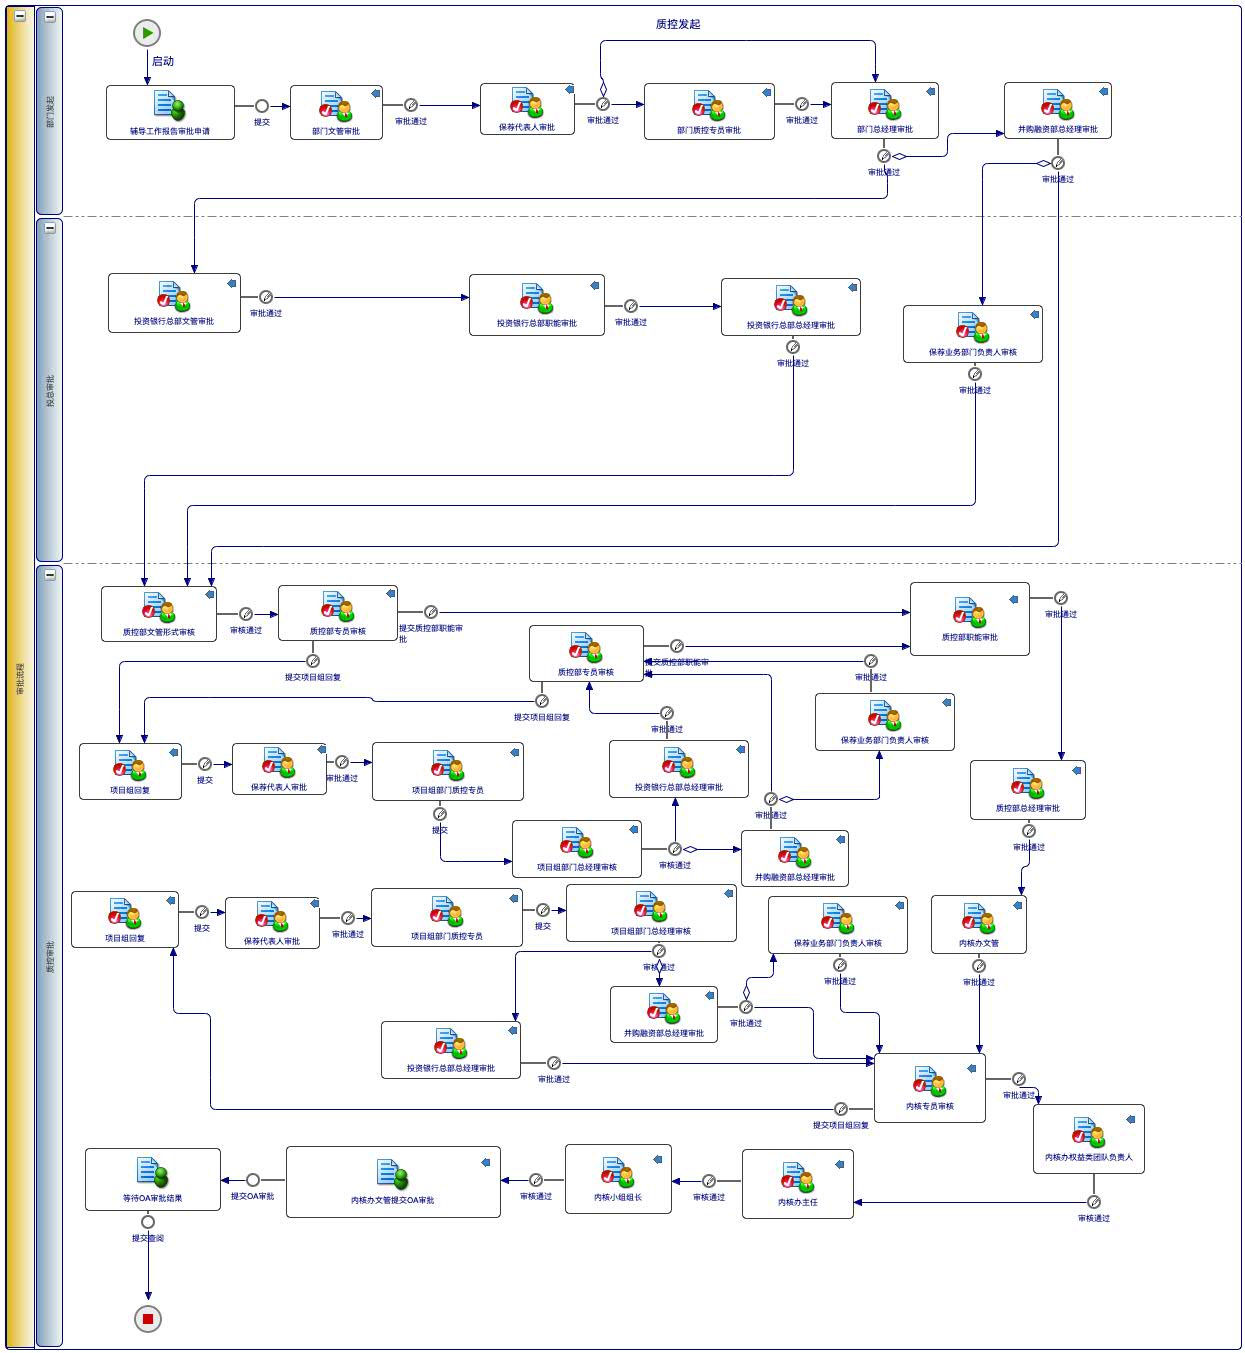 质控发起
启动
部门发起
辅导工作报告审批申请
提交
部门文管审批
审批通过
保荐代表人审批
审批通过
部门质控专员审批
审批通过
部门总经理审批
审批通过
并购融资部总经理审批
审批通过
投总审批
投资银行总部文管审批
审批通过
投资银行总部职能审批
审批通过
投资银行总部总经理审批
审批通过
保荐业务部门负责人审核
审批通过
审批流程
质控审批
质控部文管形式审核
审核通过
质控部专员审核
提交质控部职能审
批
提交项目组回复
质控部专员审核
提交质控部职能审
批
提交项目组回复
质控部职能审批
审批通过
审批通过
保荐业务部门负责人审核
审批通过
投资银行总部总经理审批
项目组回复
提交
保荐代表人审批
审批通过
项目组部门质控专员
提交
项目组部门总经理审核
审核通过
审批通过
并购融资部总经理审批
质控部总经理审批
审批通过
项目组回复
提交
保荐代表人审批
审批通过
项目组部门质控专员
提交
项目组部门总经理审核
审核通过
保荐业务部门负责人审核
审批通过
内核办文管
审批通过
并购融资部总经理审批
审批通过
投资银行总部总经理审批
审批通过
内核专员审核
审批通过
提交项目组回复
内核办权益类团队负责人
审核通过
内核办主任
审核通过
内核小组组长
审核通过
内核办文管提交OA审批
提交OA审批
等待OA审批结果
提交查阅